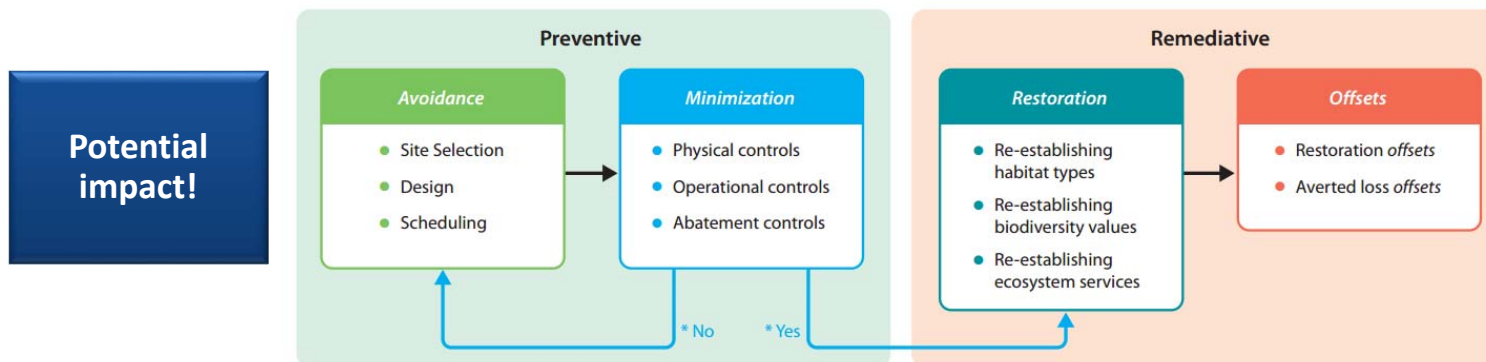 Potential
impact!
Preventive
Avoidance
Site Selection
Design
Scheduling
Minimization
Physical controls
Operational controls
Abatement controls
* No
* Yes
Remediative
Restoration
Re-establishing
habitat types
Re-establishing
biodiversity values
Re-establishing
ecosystem services
Offsets
Restoration offsets
Averted loss offsets